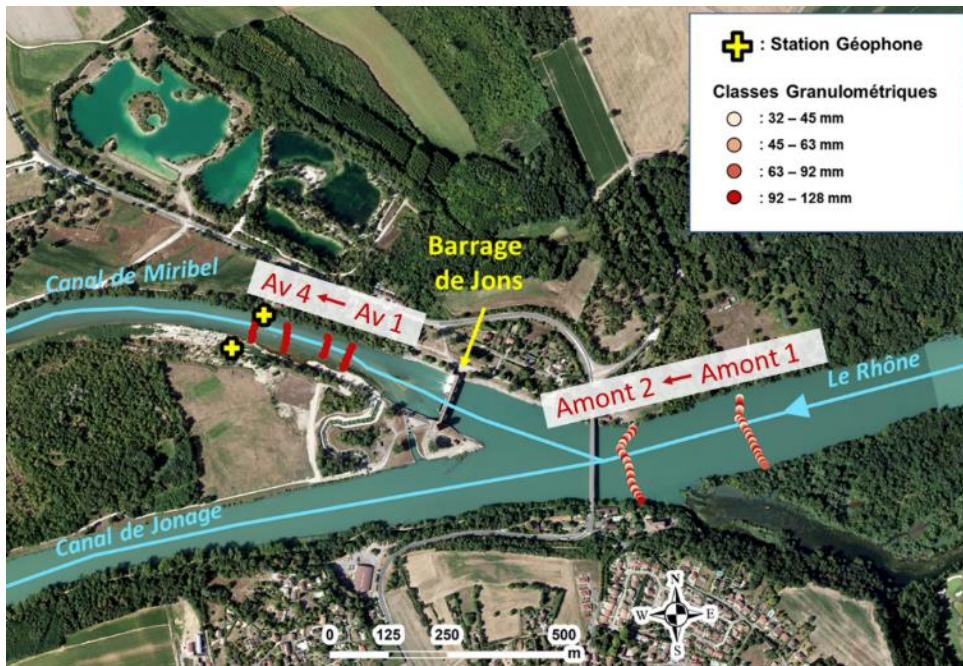 : Station Géophone
Classes Granulométriques
: 32 – 45 mm
: 45 – 63 mm
: 63 – 92 mm
: 92 – 128 mm
Barrage
de Jons
Canal de Miribel
Av 4 ← Av 1
Amont 2 ← Amont 1
Le Rhône
Canal de Jonage
N
W E
S
0 125 250 500
m